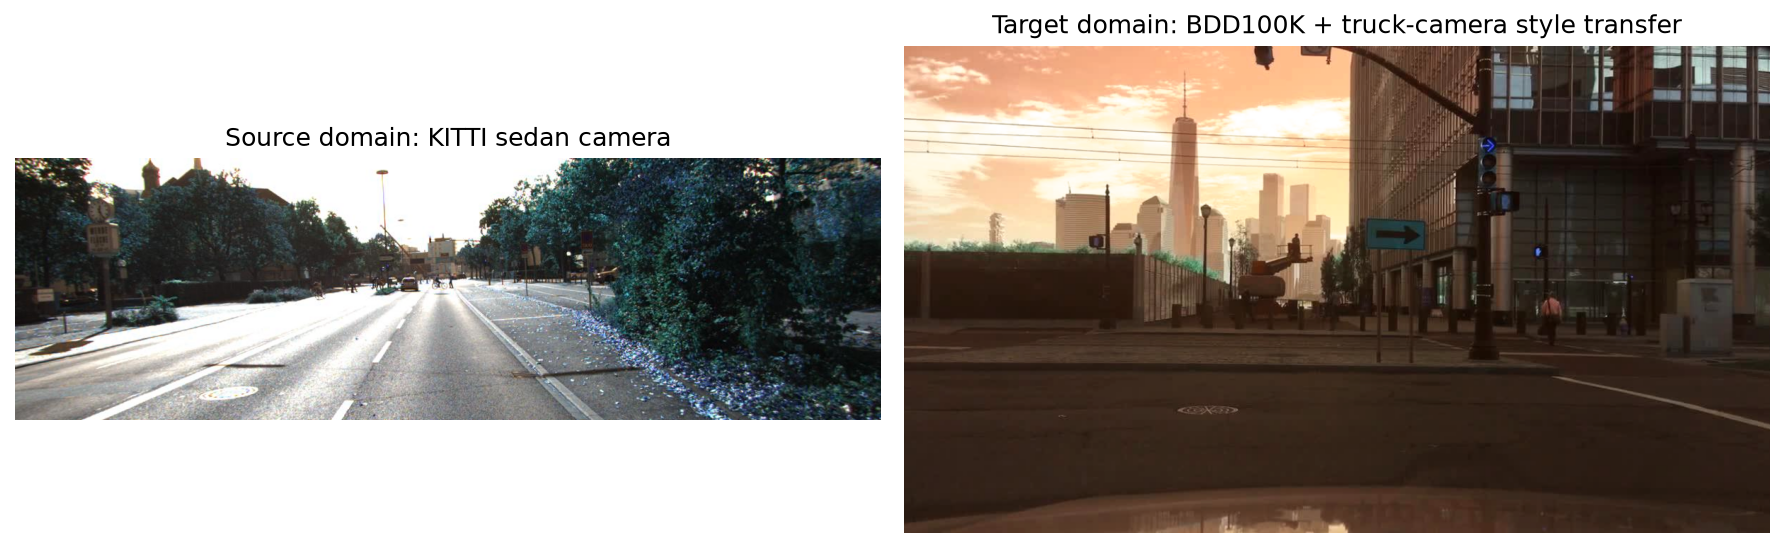 Source domain: KITTI sedan camera
Target domain: BDD100K + truck-camera style transfer